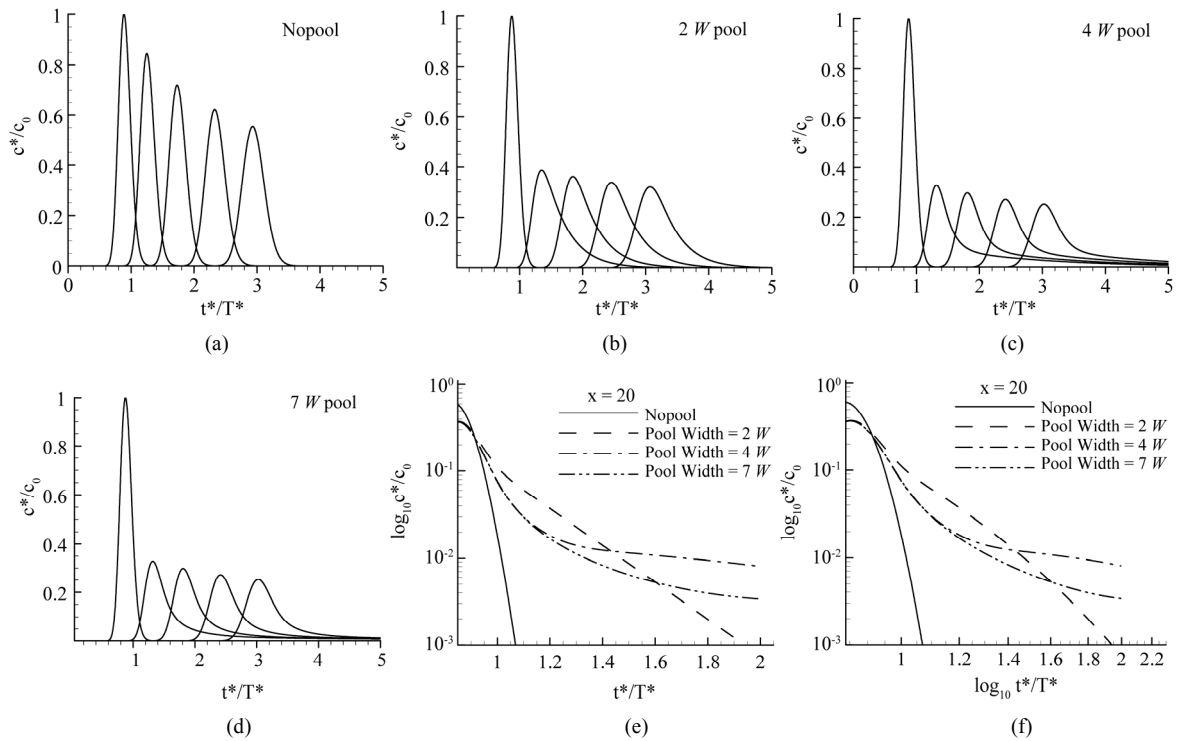 Nopool
1
0.8
0.6
0.4
0.2
0
c*/c0
0 1 2 3 4 5
t*/T*
(a)
2 W pool
1
0.8
0.6
0.4
0.2
c*/c0
1 2 3 4 5
t*/T*
(b)
4 W pool
1
0.8
0.6
0.4
0.2
c*/c0
0 1 2 3 4 5
t*/T*
(c)
7 W pool
1
0.8
0.6
0.4
0.2
c*/c0
1 2 3 4 5
t*/T*
(d)
x = 20
Nopool
Pool Width = 2 W
Pool Width = 4 W
Pool Width = 7 W
10^0
10^-1
10^-2
10^-3
log10 c*/c0
1 1.2 1.4 1.6 1.8 2
t*/T*
(e)
x = 20
Nopool
Pool Width = 2 W
Pool Width = 4 W
Pool Width = 7 W
10^0
10^-1
10^-2
10^-3
log10 c*/c0
1 1.2 1.4 1.6 1.8 2 2.2
log10 t*/T*
(f)